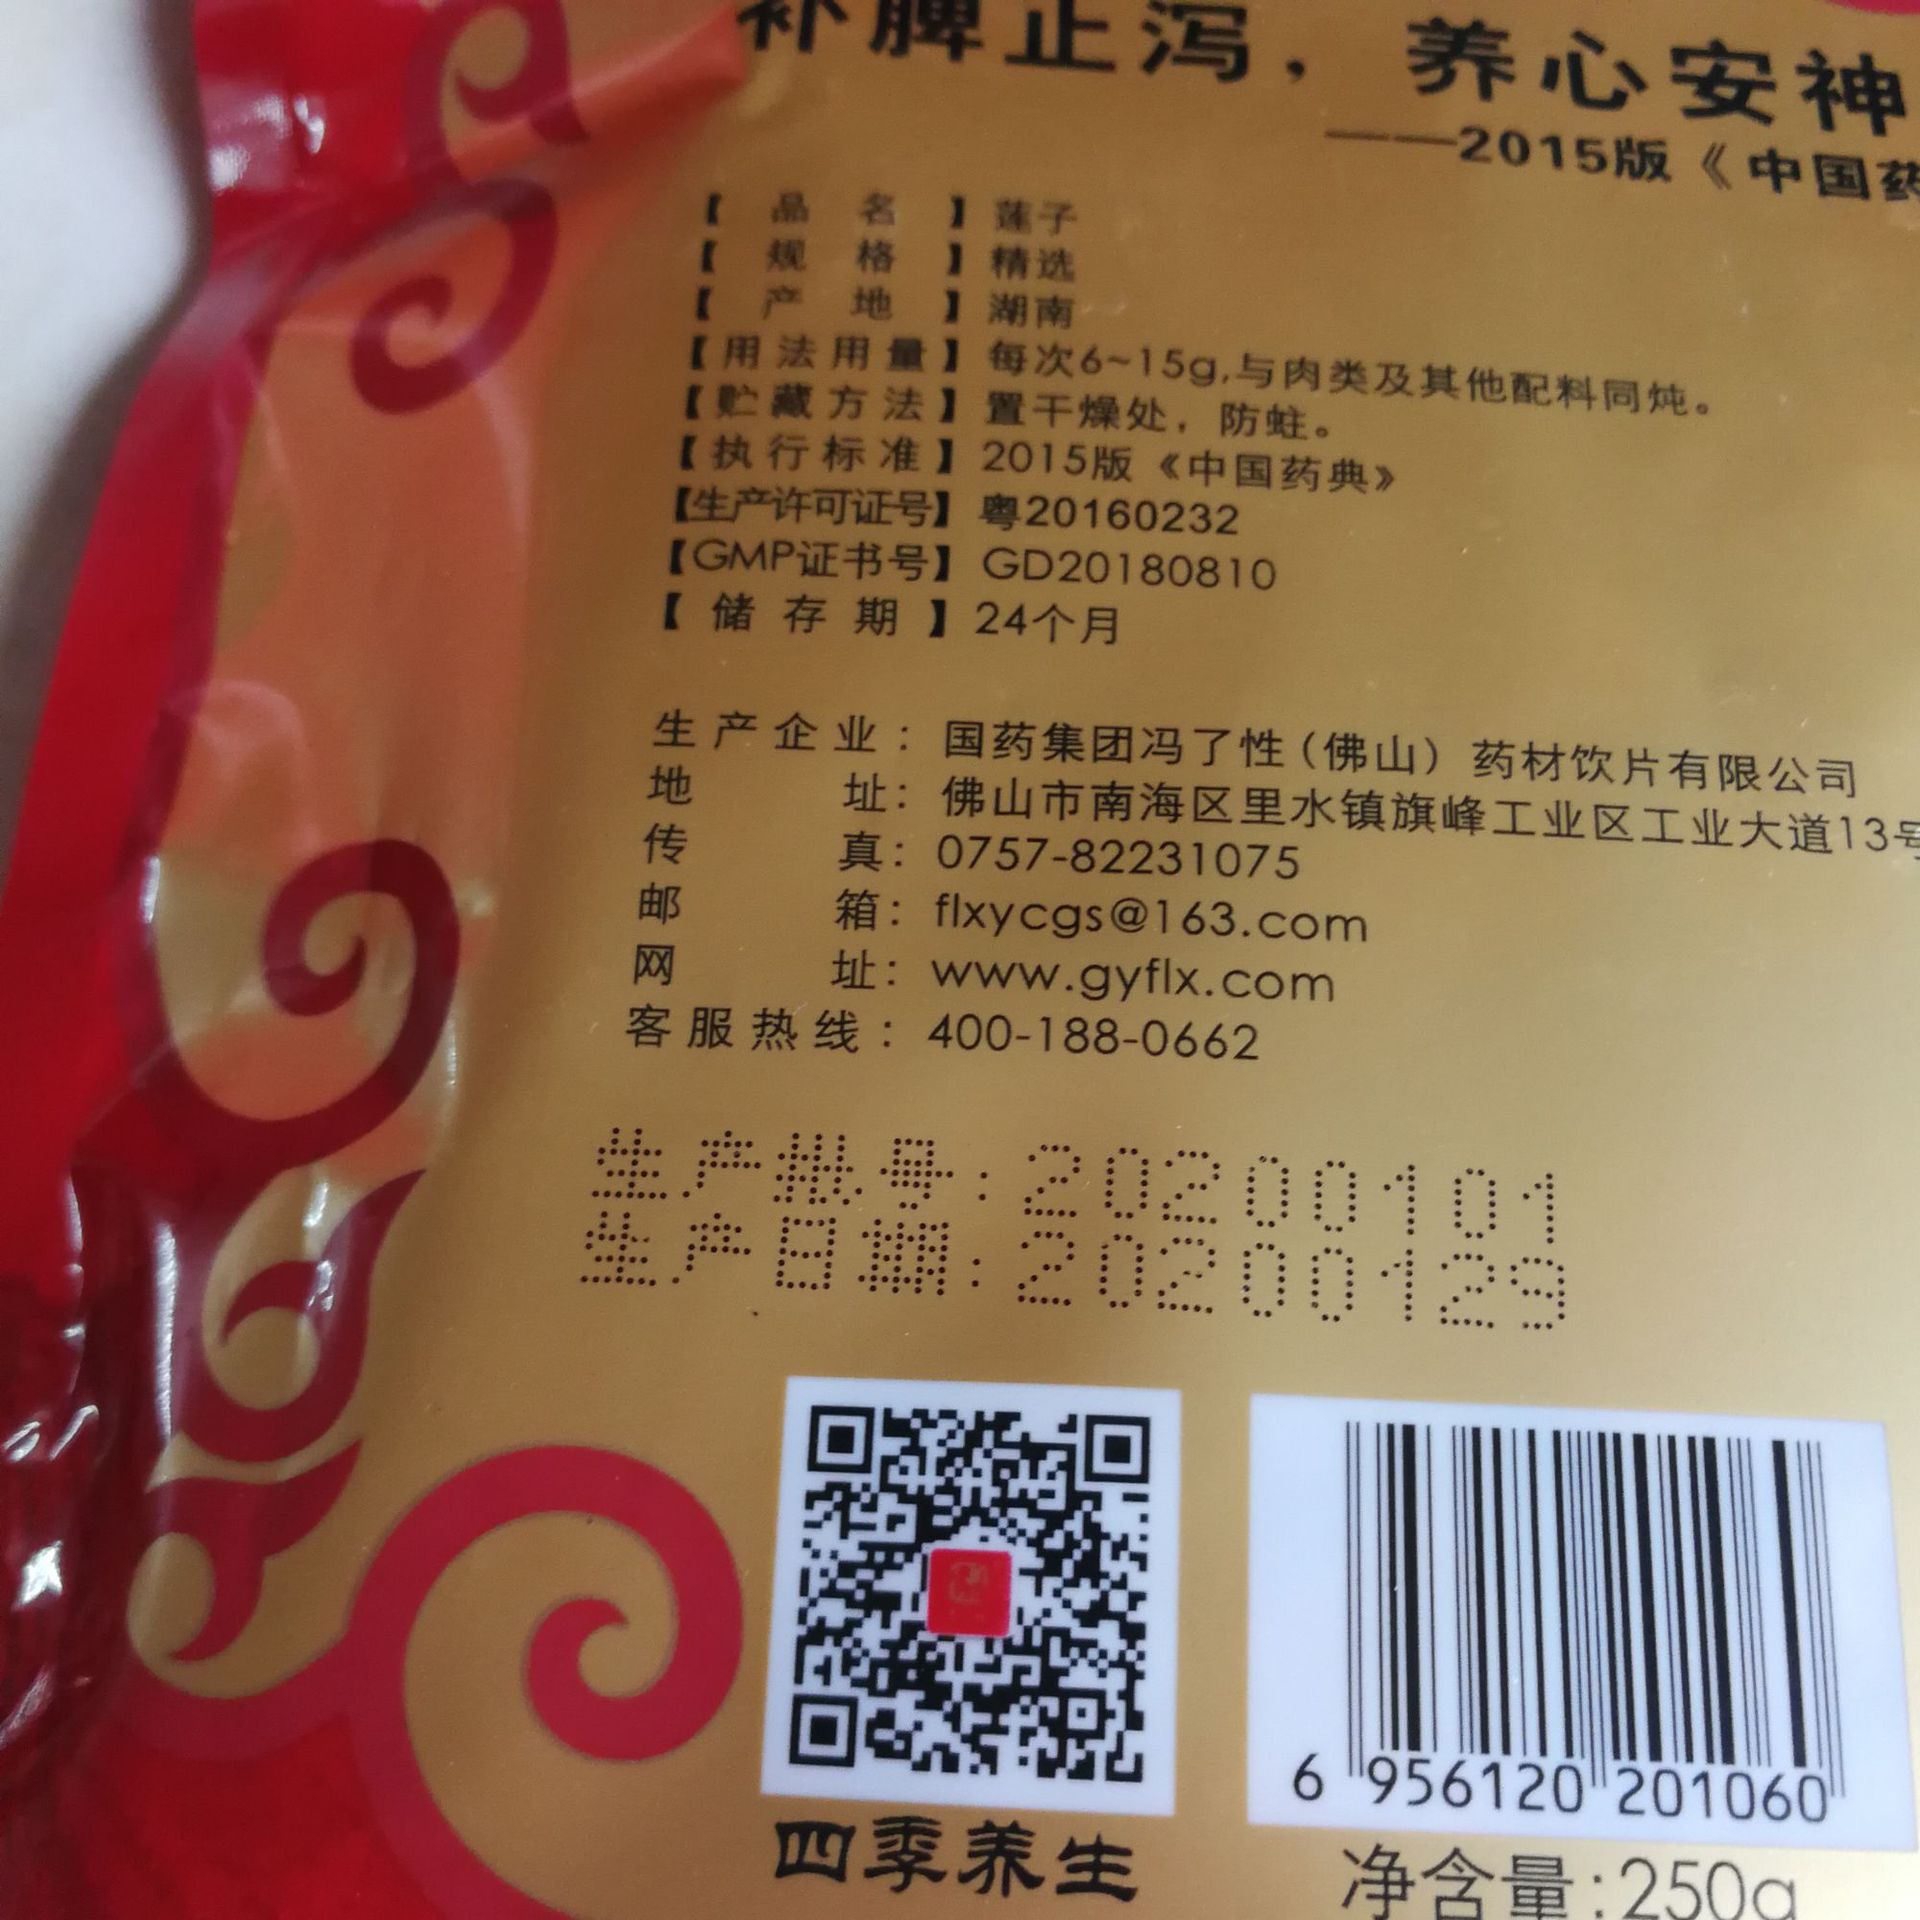 补脾止泻，养心安神
——2015版《中国药
【品名】莲子
【规格】精选
【产地】湖南
【用法用量】每次6~15g,与肉类及其他配料同炖。
【贮藏方法】置干燥处，防蛀。
【执行标准】2015版《中国药典》
【生产许可证号】粤20160232
【GMP证书号】GD20180810
【储存期】24个月
生产企业：国药集团冯了性(佛山)药材饮片有限公司
地址：佛山市南海区里水镇旗峰工业区工业大道13号
传真：0757-82231075
邮箱：flxycgs@163.com
网址：www.gyflx.com
客服热线：400-188-0662
生产批号:20200101
生产日期:20200129
6 956120 201060
四季养生
净含量:250g